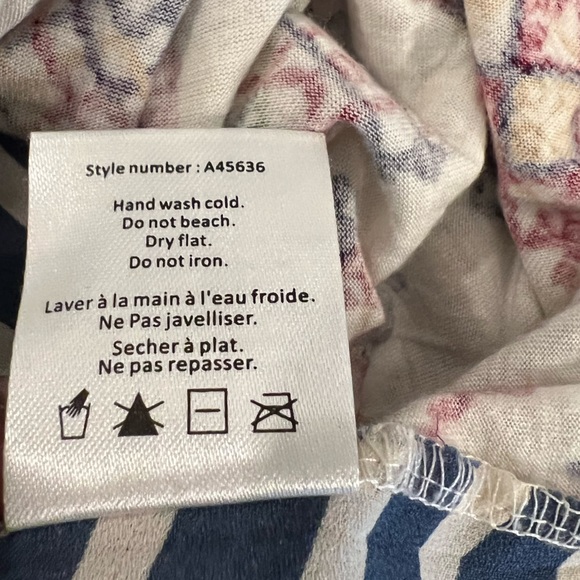 Style number : A45636
Hand wash cold.
Do not beach.
Dry flat.
Do not iron.
Laver à la main à l'eau froide.
Ne Pas javelliser.
Secher à plat.
Ne pas repasser.